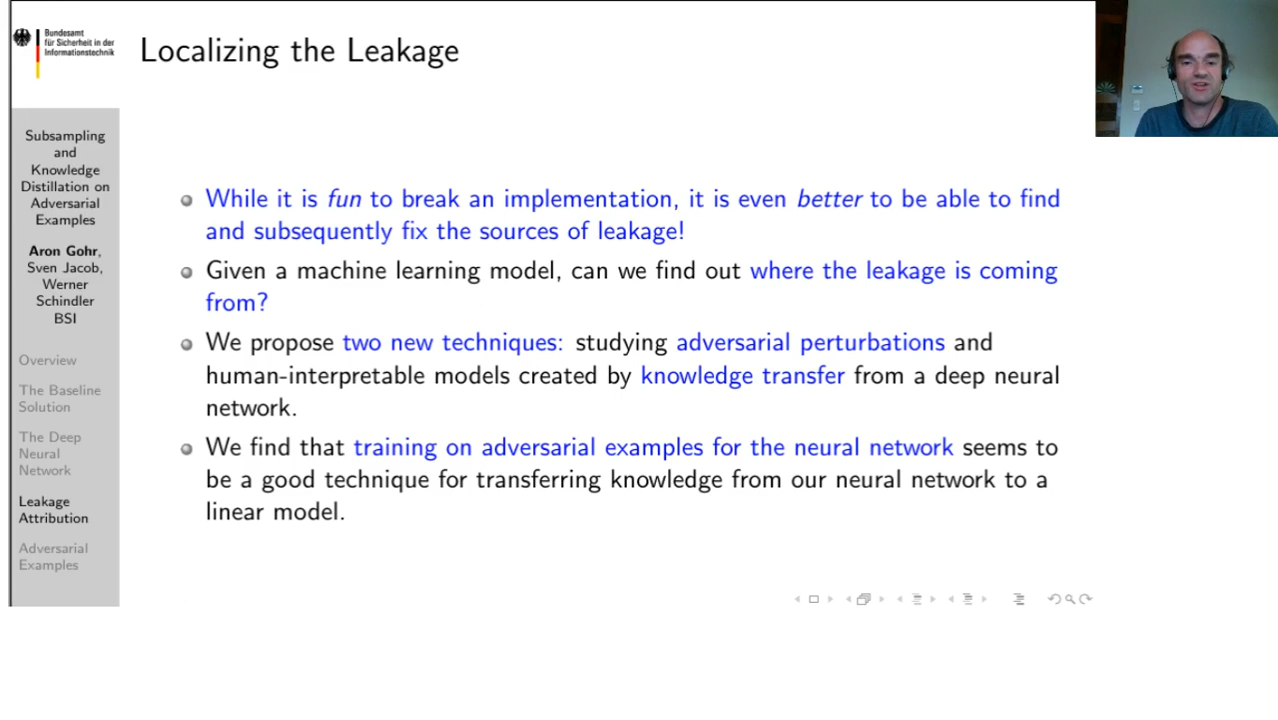 Bundesamt
für Sicherheit in der
Informationstechnik
Localizing the Leakage
Subsampling
and
Knowledge
Distillation on
Adversarial
Examples
Aron Gohr,
Sven Jacob,
Werner
Schindler
BSI
Overview
The Baseline
Solution
The Deep
Neural
Network
Leakage
Attribution
Adversarial
Examples
While it is fun to break an implementation, it is even better to be able to find
and subsequently fix the sources of leakage!
Given a machine learning model, can we find out where the leakage is coming
from?
We propose two new techniques: studying adversarial perturbations and
human-interpretable models created by knowledge transfer from a deep neural
network.
We find that training on adversarial examples for the neural network seems to
be a good technique for transferring knowledge from our neural network to a
linear model.